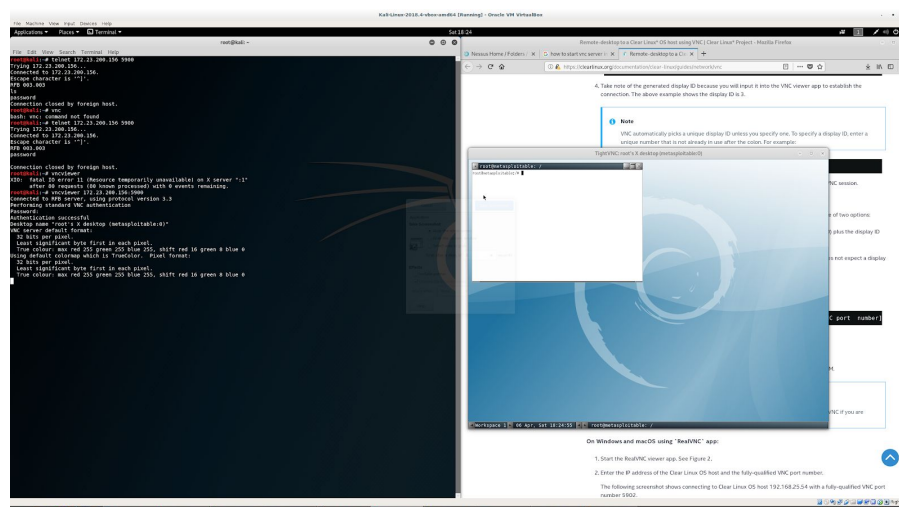 Kali-Linux-2018.4-vbox-amd64 [Running] - Oracle VM VirtualBox
File Machine View Input Devices Help
Applications Places Terminal
Sat 18:24
1
root@kali: ~
File Edit View Search Terminal Help
root@kali:~# telnet 172.23.200.156 5900
Trying 172.23.200.156...
Connected to 172.23.200.156.
Escape character is '^]'.
RFB 003.003
ls
password
Connection closed by foreign host.
root@kali:~# vnc
bash: vnc: command not found
root@kali:~# telnet 172.23.200.156 5900
Trying 172.23.200.156...
Connected to 172.23.200.156.
Escape character is '^]'.
RFB 003.003
password
Connection closed by foreign host.
root@kali:~# vncviewer
XIO: fatal IO error 11 (Resource temporarily unavailable) on X server ":1"
after 80 requests (80 known processed) with 0 events remaining.
root@kali:~# vncviewer 172.23.200.156:5900
Connected to RFB server, using protocol version 3.3
Performing standard VNC authentication
Password:
Authentication successful
Desktop name "root's X desktop (metasploitable:0)"
VNC server default format:
32 bits per pixel.
Least significant byte first in each pixel.
True colour: max red 255 green 255 blue 255, shift red 16 green 8 blue 0
Using default colormap which is TrueColor. Pixel format:
32 bits per pixel.
Least significant byte first in each pixel.
True colour: max red 255 green 255 blue 255, shift red 16 green 8 blue 0
Remote-desktop to a Clear Linux* OS host using VNC | Clear Linux* Project - Mozilla Firefox
Nessus Home / Folders /
how to start vnc server li
Remote-desktop to a Cle
https://clearlinux.org/documentation/clear-linux/guides/network/vnc
4. Take note of the generated display ID because you will input it into the VNC viewer app to establish the
connection. The above example shows the display ID is 3.
Note
VNC automatically picks a unique display ID unless you specify one. To specify a display ID, enter a
unique number that is not already in use after the colon. For example:
TightVNC: root's X desktop (metasploitable:0)
root@metasploitable: /
root@metasploitable:/#
VNC session.
of two options:
plus the display ID
not expect a display
C port number]
M.
VNC if you are
Workspace 1 06 Apr, Sat 18:24:55 root@metasploitable: /
On Windows and macOS using `RealVNC` app:
1. Start the RealVNC viewer app. See Figure 2.
2. Enter the IP address of the Clear Linux OS host and the fully-qualified VNC port number.
The following screenshot shows connecting to Clear Linux OS host 192.168.25.54 with a fully-qualified VNC port
number 5902.